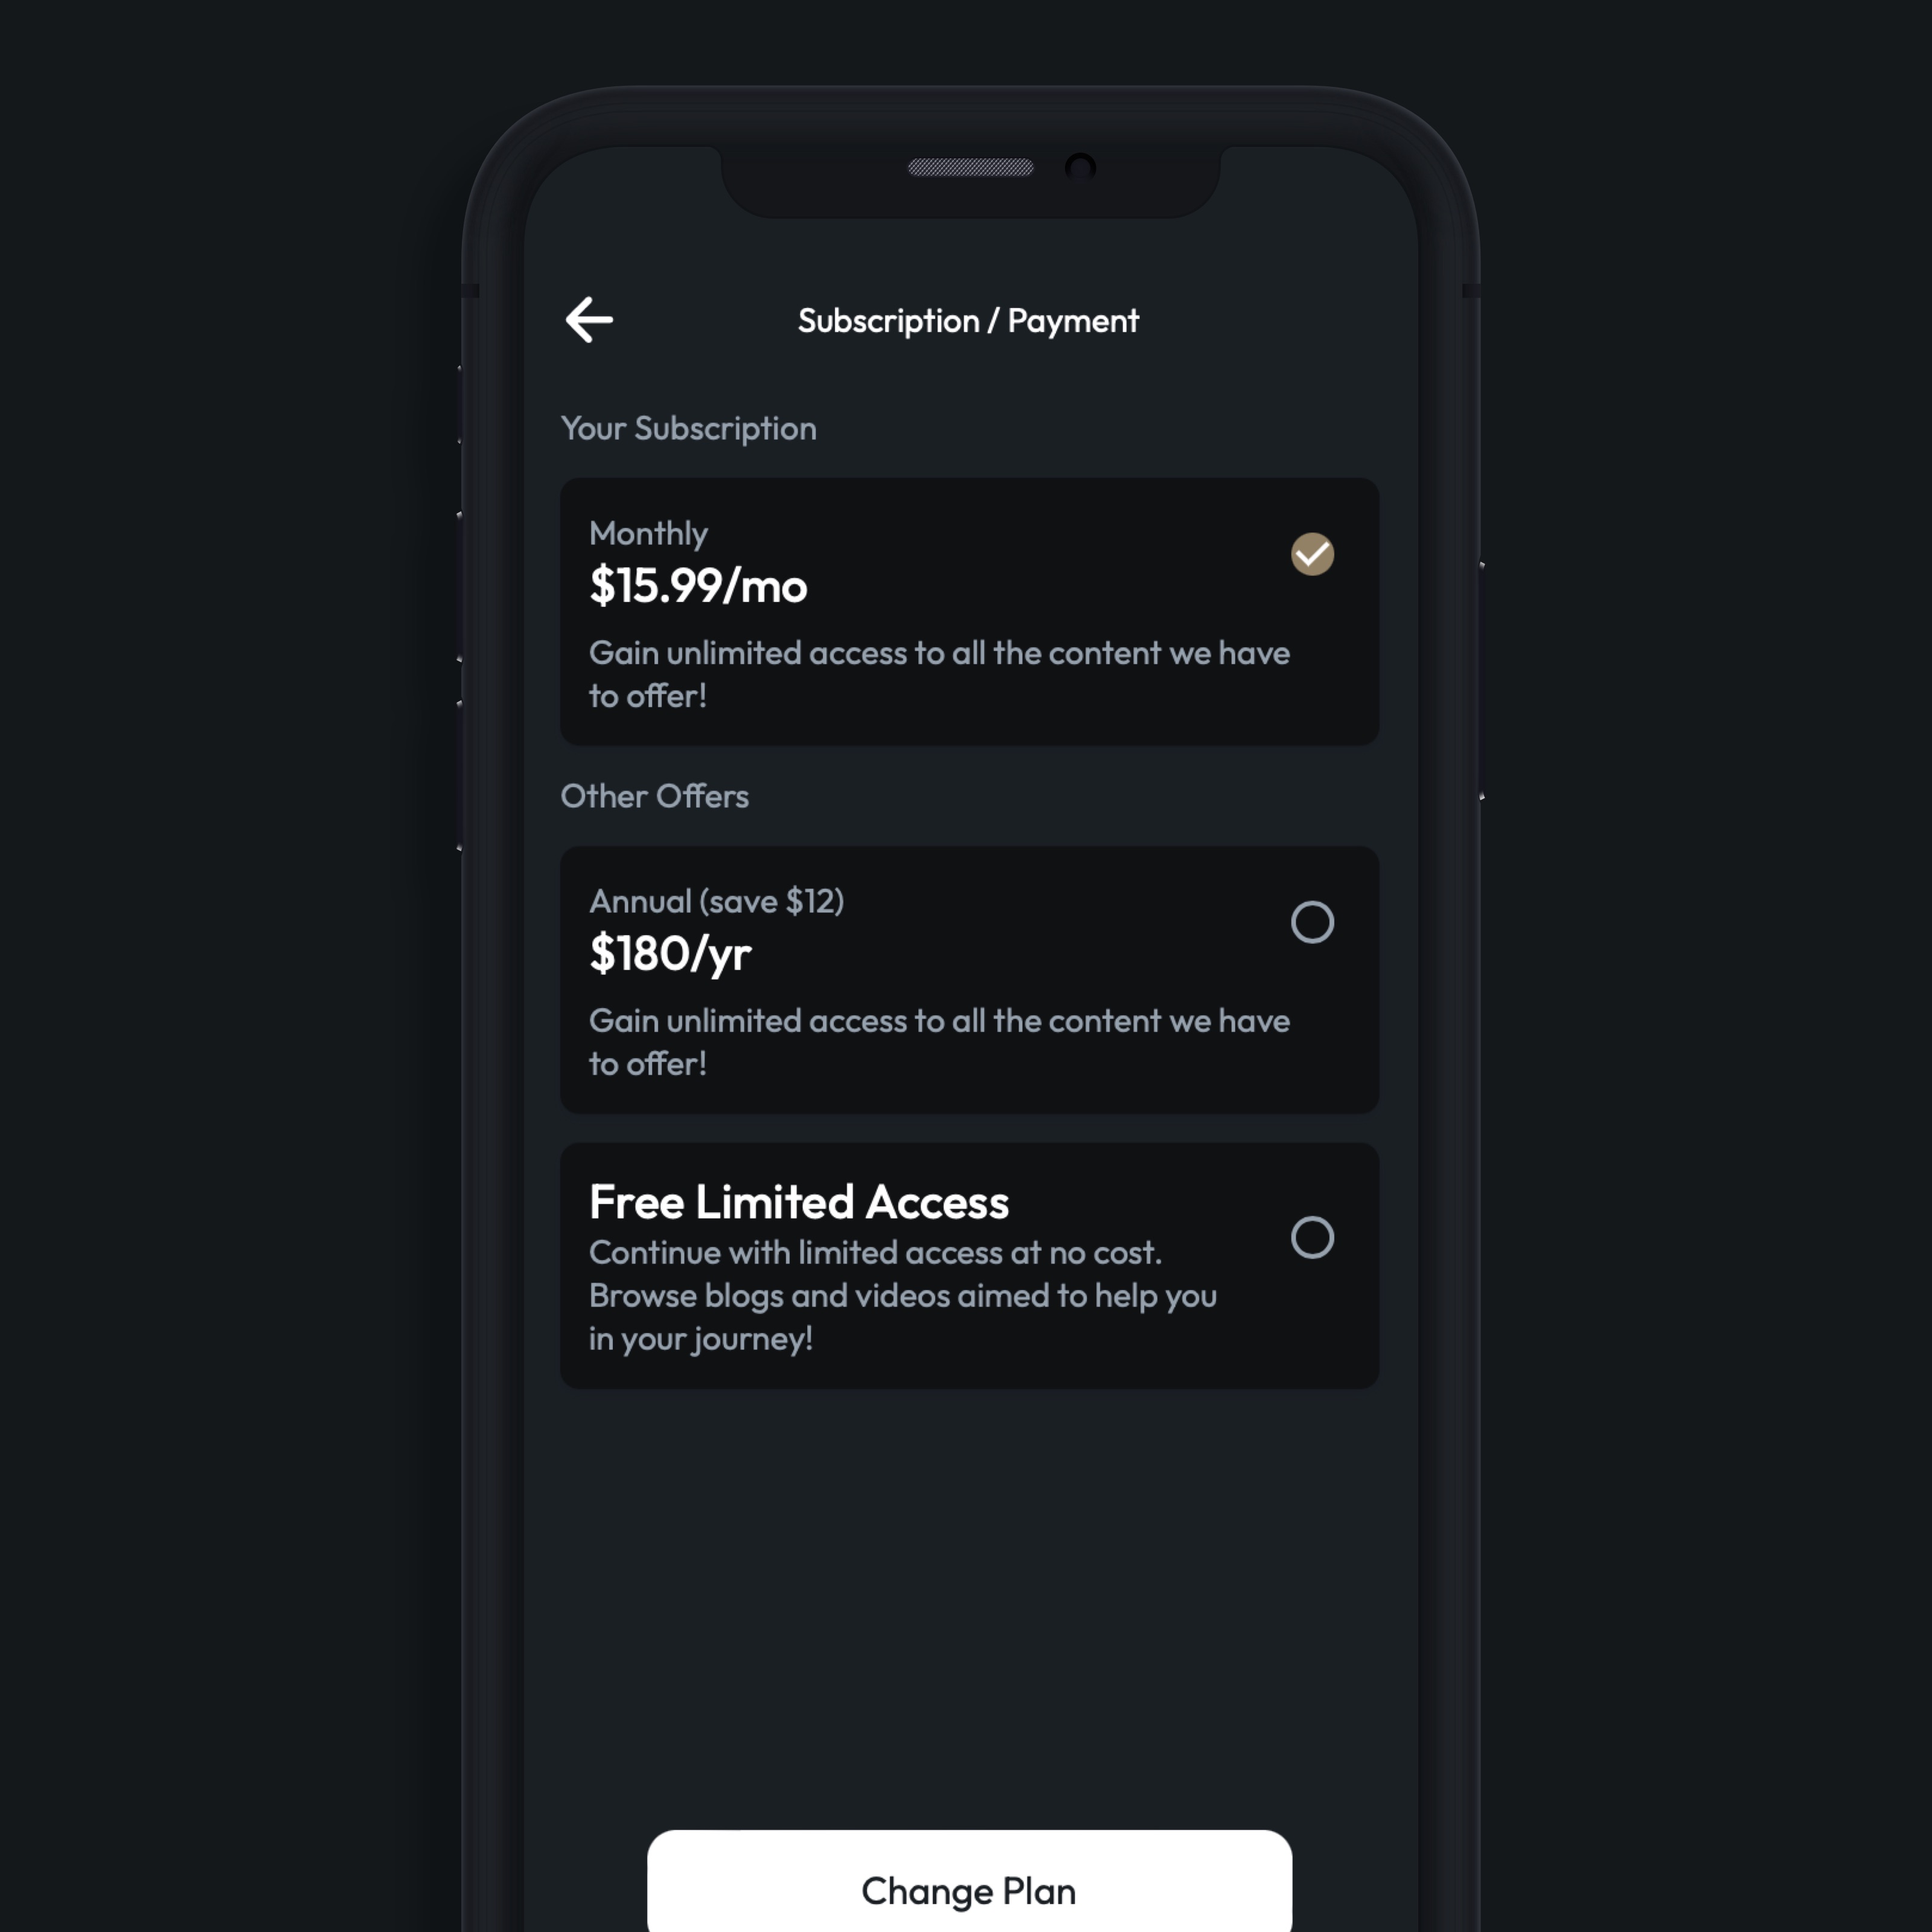 Subscription / Payment
Your Subscription
Monthly
$15.99/mo
Gain unlimited access to all the content we have
to offer!
Other Offers
Annual (save $12)
$180/yr
Gain unlimited access to all the content we have
to offer!
Free Limited Access
Continue with limited access at no cost.
Browse blogs and videos aimed to help you
in your journey!
Change Plan